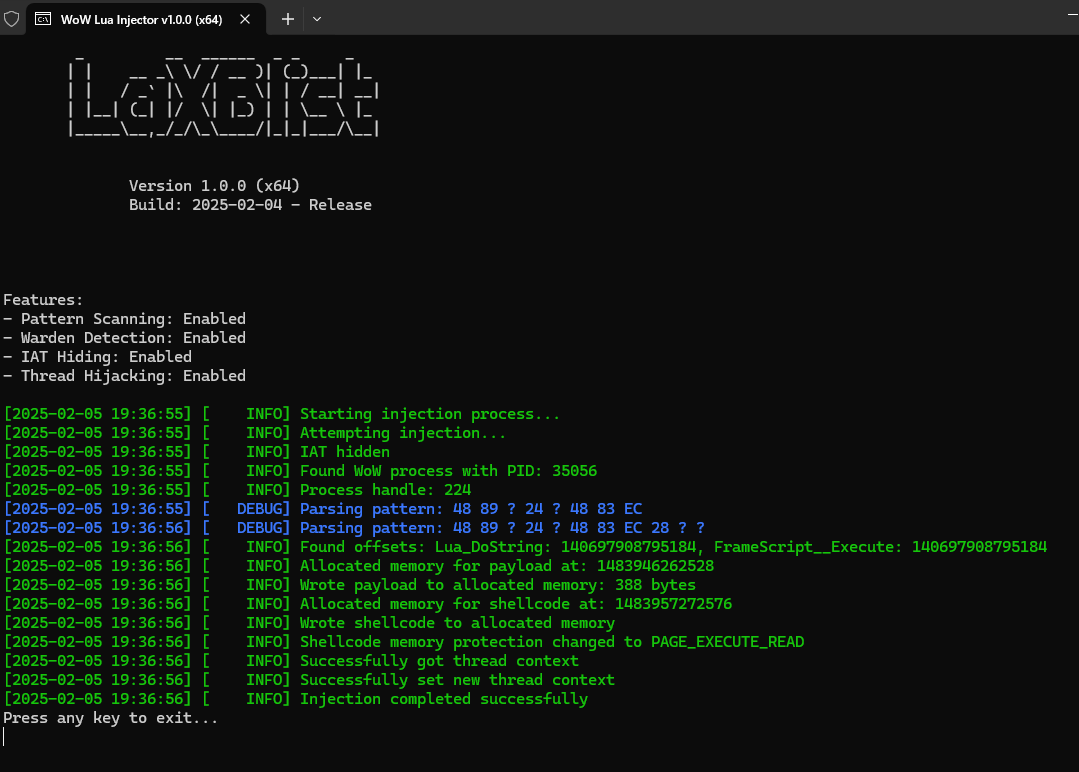 WoW Lua Injector v1.0.0 (x64)
LaXBlst
Version 1.0.0 (x64)
Build: 2025-02-04 - Release
Features:
- Pattern Scanning: Enabled
- Warden Detection: Enabled
- IAT Hiding: Enabled
- Thread Hijacking: Enabled
[2025-02-05 19:36:55] [    INFO] Starting injection process...
[2025-02-05 19:36:55] [    INFO] Attempting injection...
[2025-02-05 19:36:55] [    INFO] IAT hidden
[2025-02-05 19:36:55] [    INFO] Found WoW process with PID: 35056
[2025-02-05 19:36:55] [    INFO] Process handle: 224
[2025-02-05 19:36:55] [   DEBUG] Parsing pattern: 48 89 ? 24 ? 48 83 EC
[2025-02-05 19:36:56] [   DEBUG] Parsing pattern: 48 89 ? 24 ? 48 83 EC 28 ? ?
[2025-02-05 19:36:56] [    INFO] Found offsets: Lua_DoString: 140697908795184, FrameScript__Execute: 140697908795184
[2025-02-05 19:36:56] [    INFO] Allocated memory for payload at: 1483946262528
[2025-02-05 19:36:56] [    INFO] Wrote payload to allocated memory: 388 bytes
[2025-02-05 19:36:56] [    INFO] Allocated memory for shellcode at: 1483957272576
[2025-02-05 19:36:56] [    INFO] Wrote shellcode to allocated memory
[2025-02-05 19:36:56] [    INFO] Shellcode memory protection changed to PAGE_EXECUTE_READ
[2025-02-05 19:36:56] [    INFO] Successfully got thread context
[2025-02-05 19:36:56] [    INFO] Successfully set new thread context
[2025-02-05 19:36:56] [    INFO] Injection completed successfully
Press any key to exit...